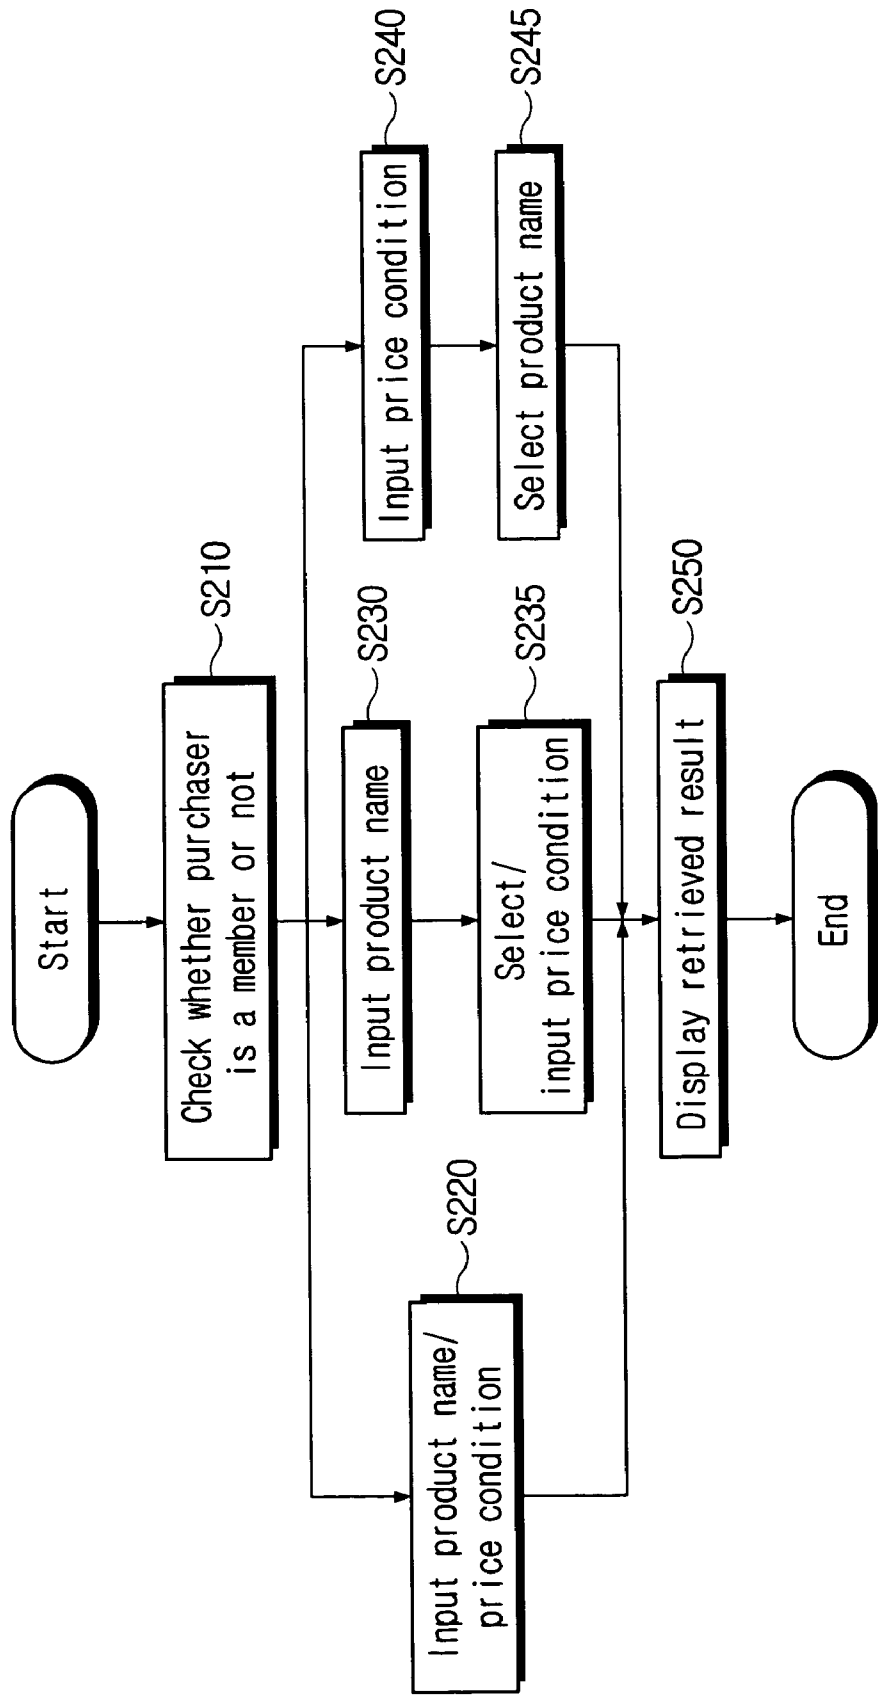 Start
Check whether purchaser
is a member or not
S210
Input product name/
price condition
S220
Input product name
S230
Select/
input price condition
S235
Input price condition
S240
Select product name
S245
Display retrieved result
S250
End